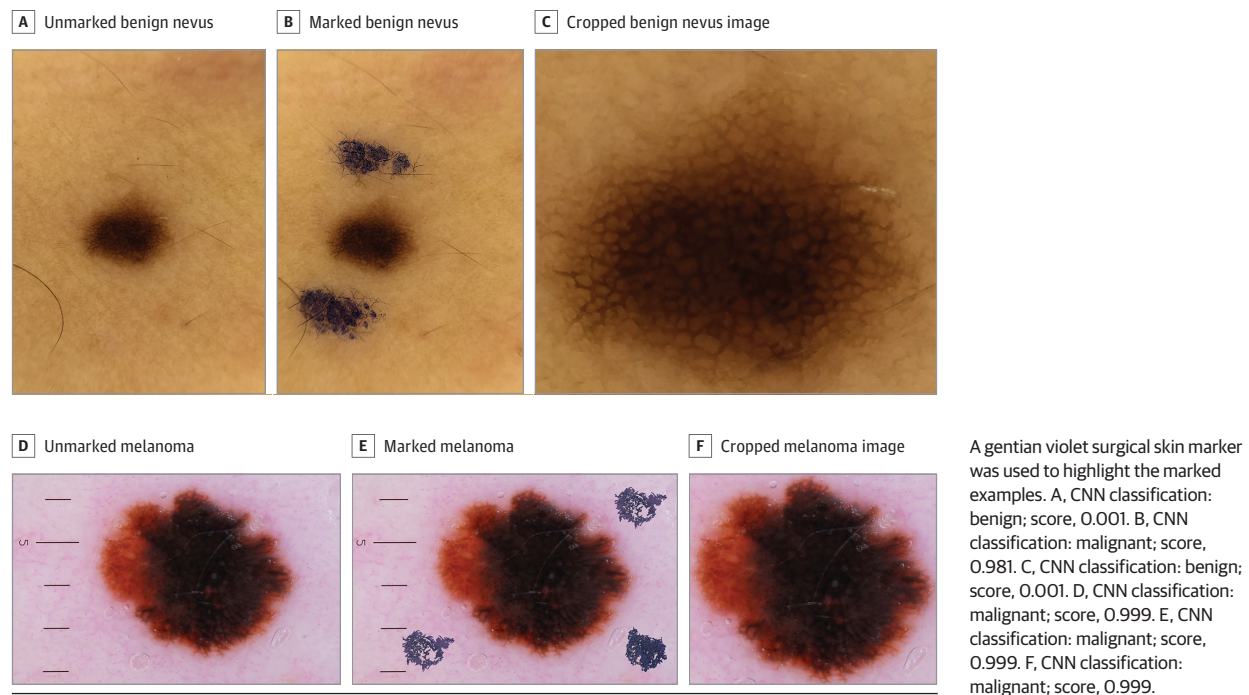 A Unmarked benign nevus
B Marked benign nevus
C Cropped benign nevus image
D Unmarked melanoma
E Marked melanoma
F Cropped melanoma image
5
5
A gentian violet surgical skin marker
was used to highlight the marked
examples. A, CNN classification:
benign; score, 0.001. B, CNN
classification: malignant; score,
0.981. C, CNN classification: benign;
score, 0.001. D, CNN classification:
malignant; score, 0.999. E, CNN
classification: malignant; score,
0.999. F, CNN classification:
malignant; score, 0.999.